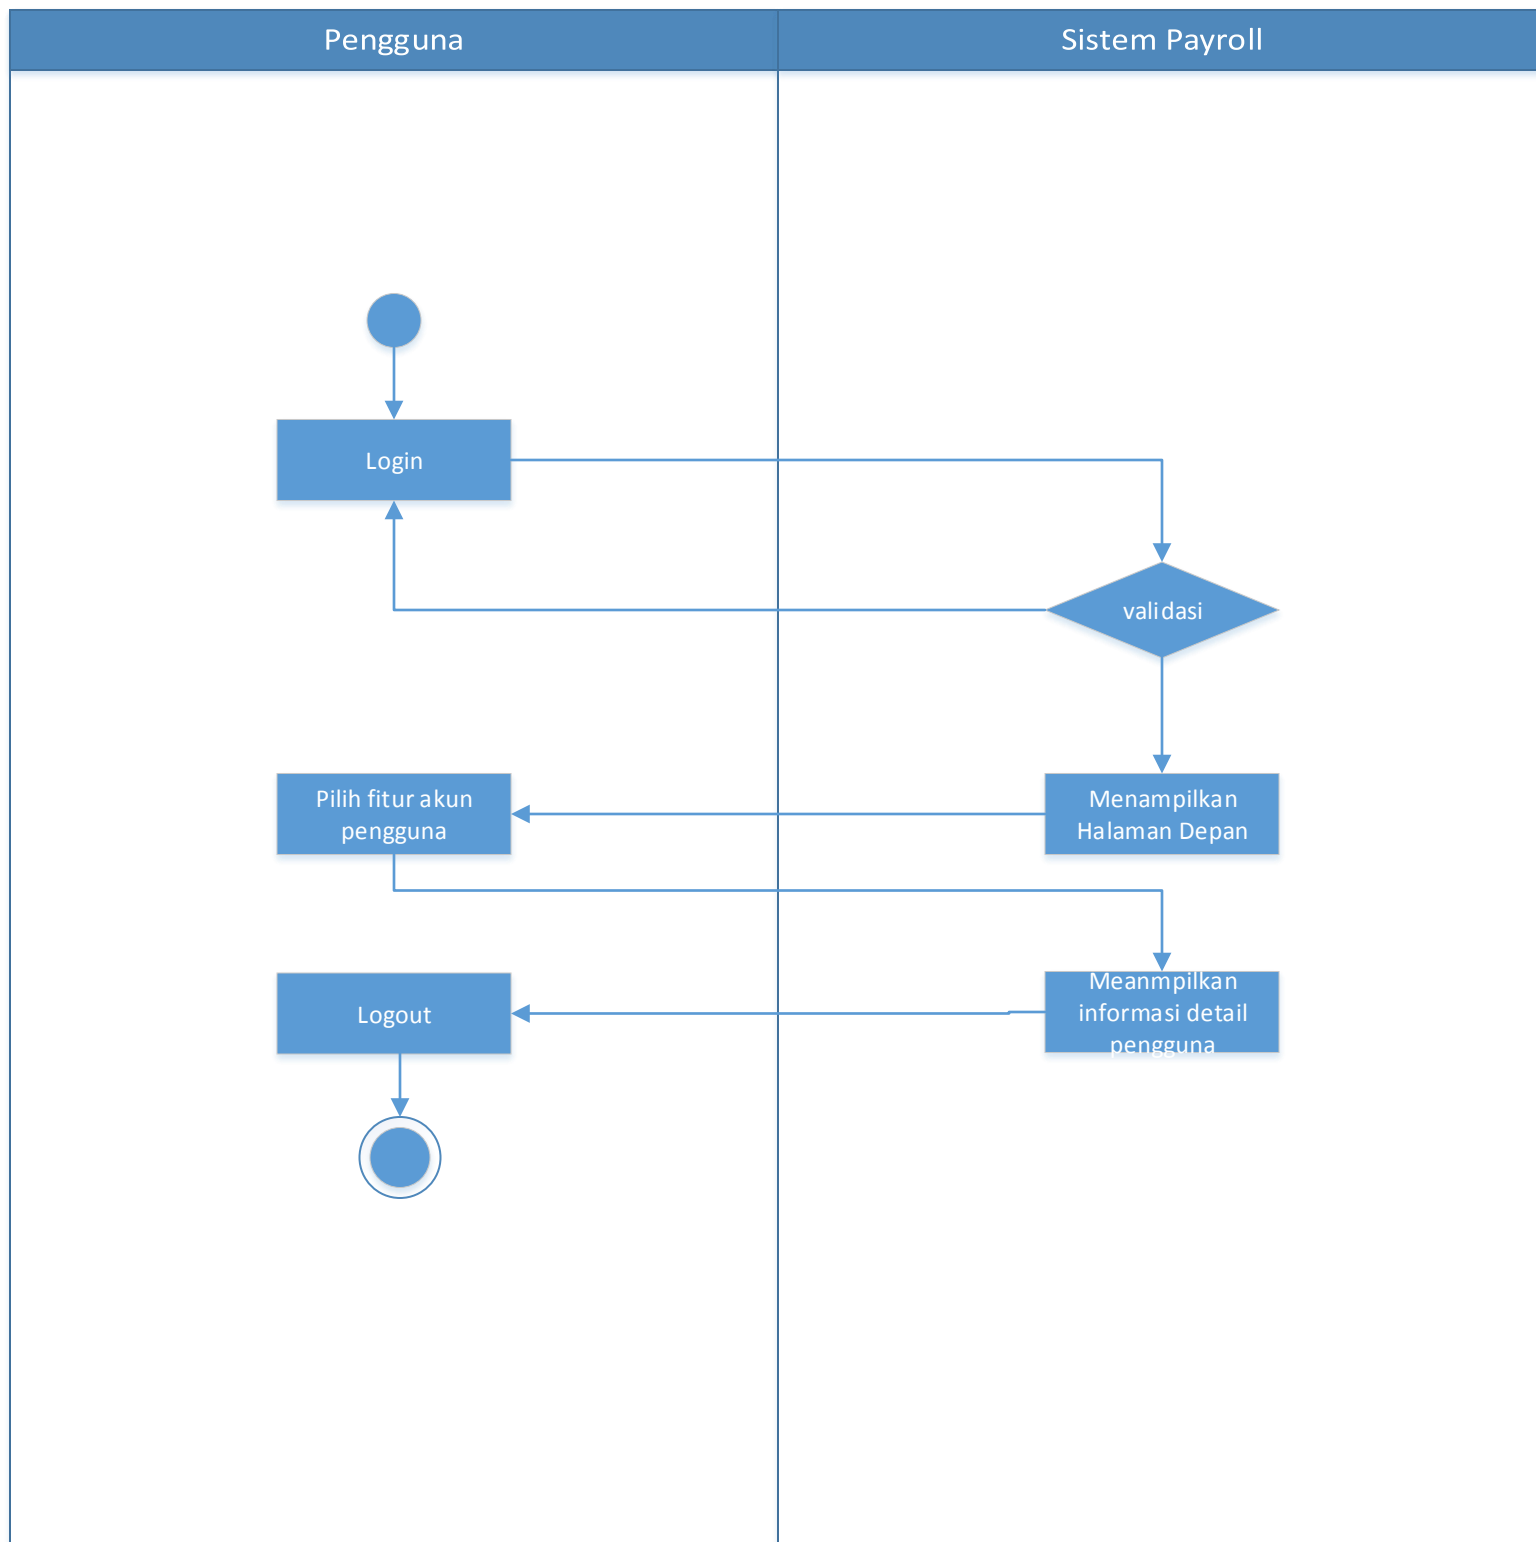 Pengguna
Sistem Payroll
Login
validasi
Pilih fitur akun
pengguna
Menampilkan
Halaman Depan
Logout
Meanmpilkan
informasi detail
pengguna